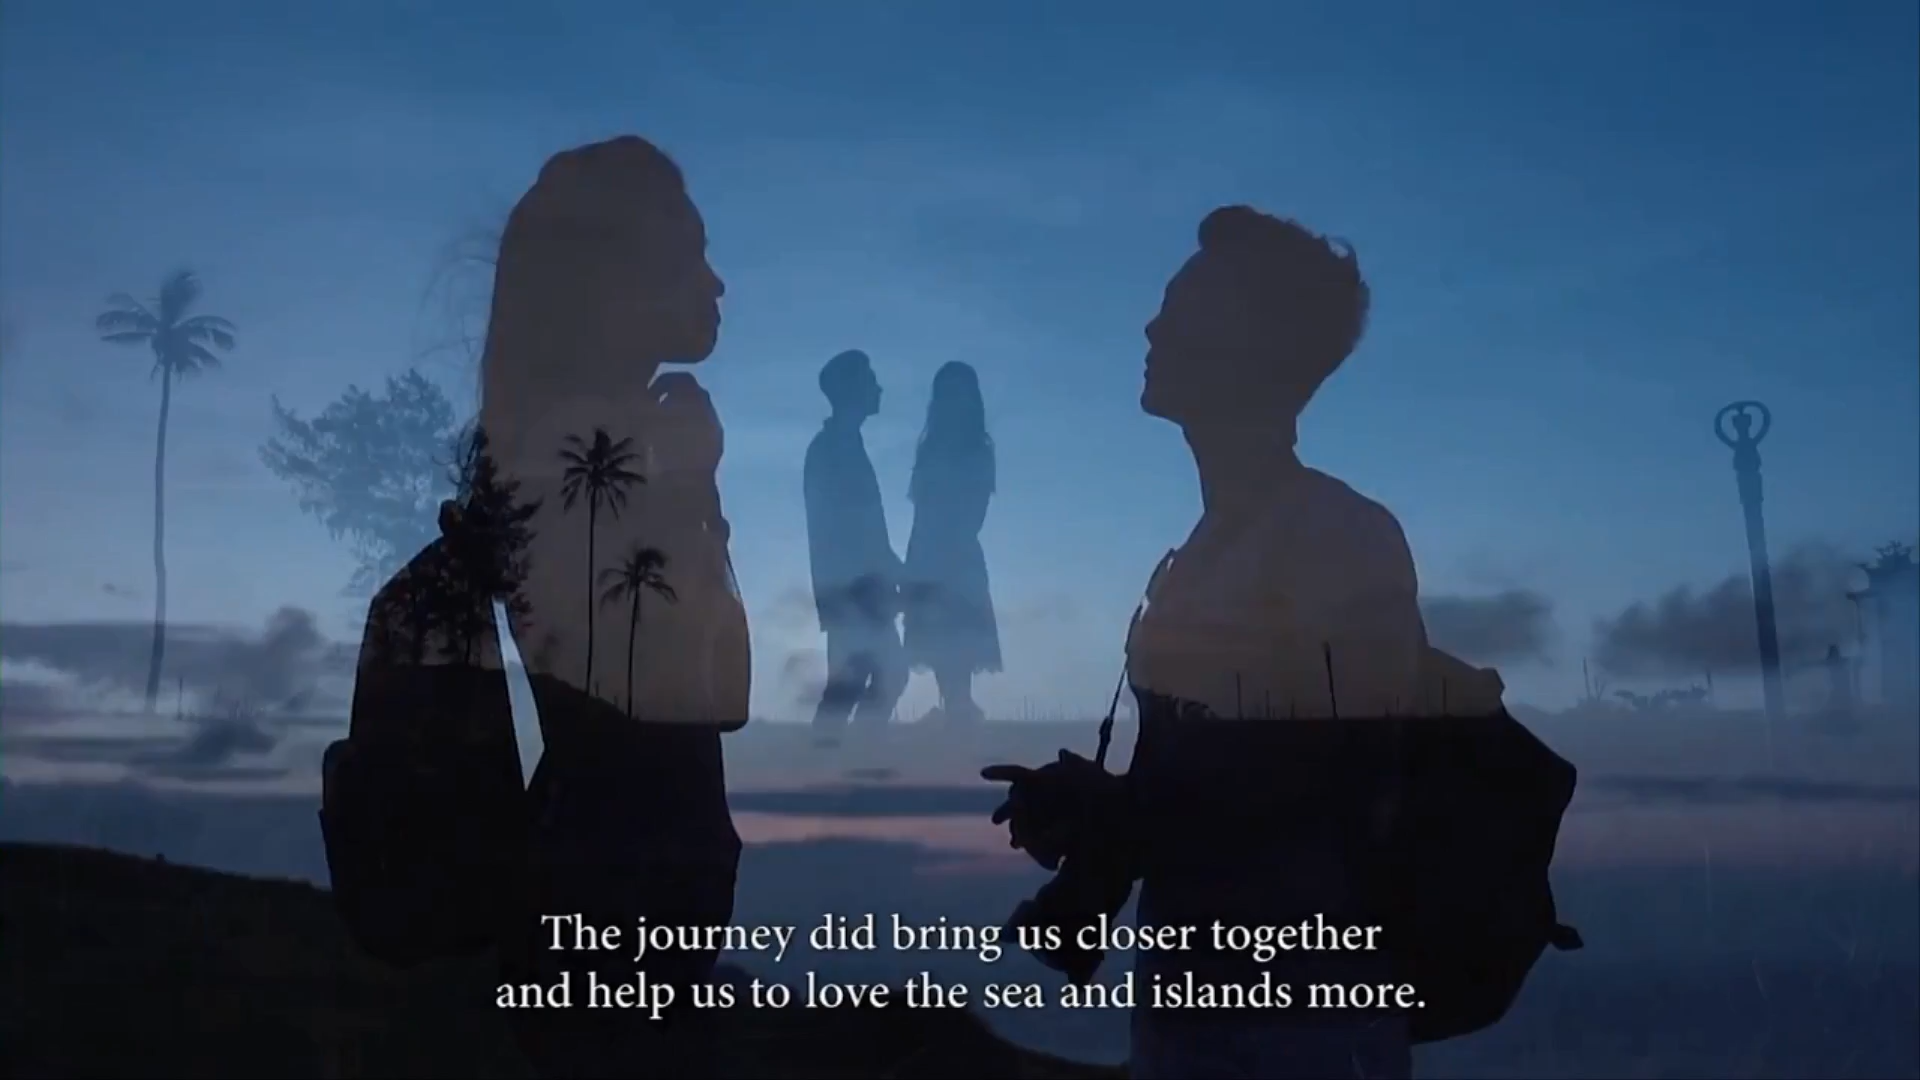 The journey did bring us closer together
and help us to love the sea and islands more.